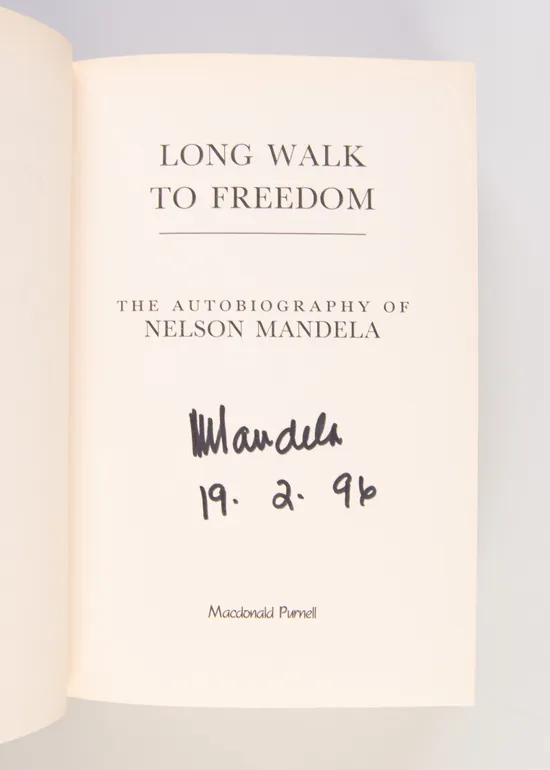 LONG WALK
TO FREEDOM
THE AUTOBIOGRAPHY OF
NELSON MANDELA
NMandela
19. 2. 96
Macdonald Purnell